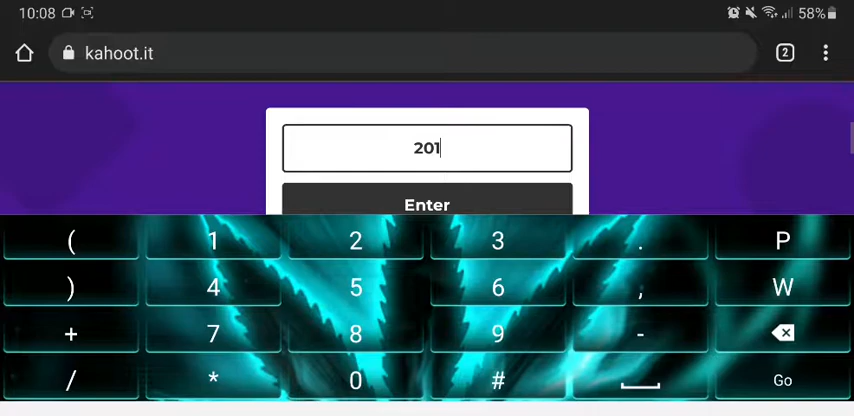 10:08 58%
2
kahoot.it
201
Enter
( 1 2 3 . P
) 4 5 6 , W
+ 7 8 9 -
/ * 0 # Go